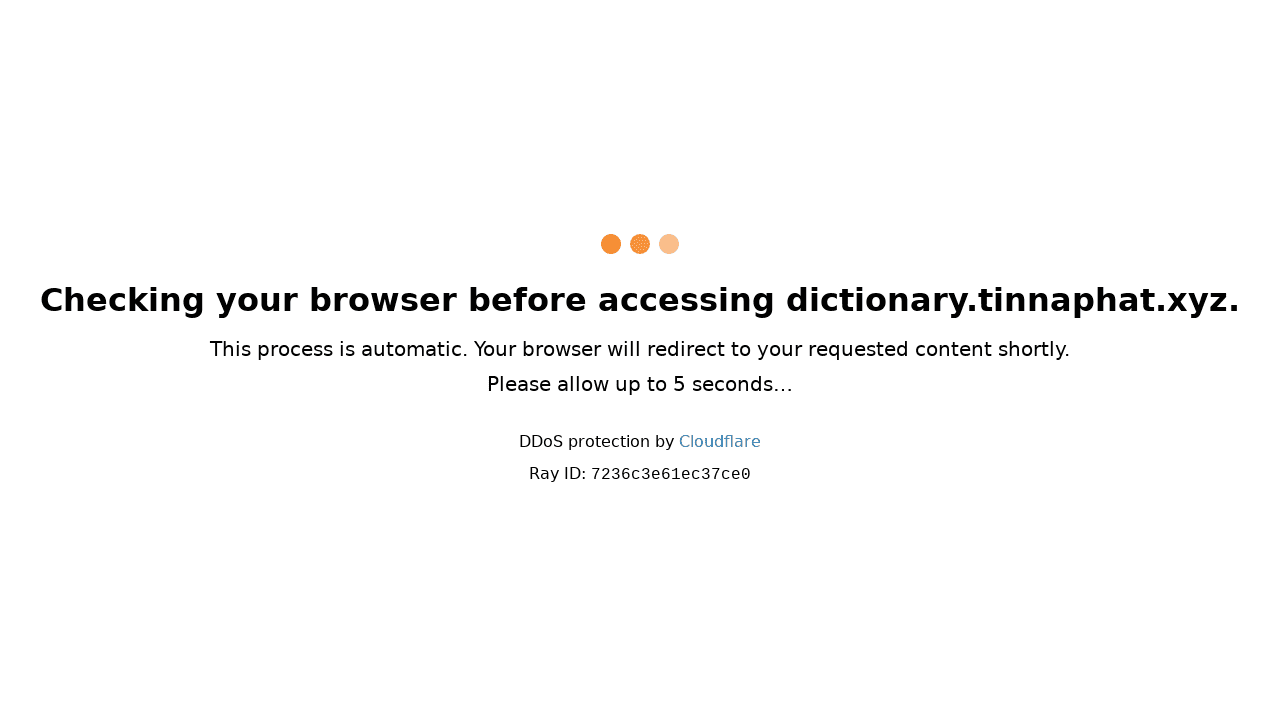 Checking your browser before accessing dictionary.tinnaphat.xyz.
This process is automatic. Your browser will redirect to your requested content shortly.
Please allow up to 5 seconds…
DDoS protection by Cloudflare
Ray ID: 7236c3e61ec37ce0